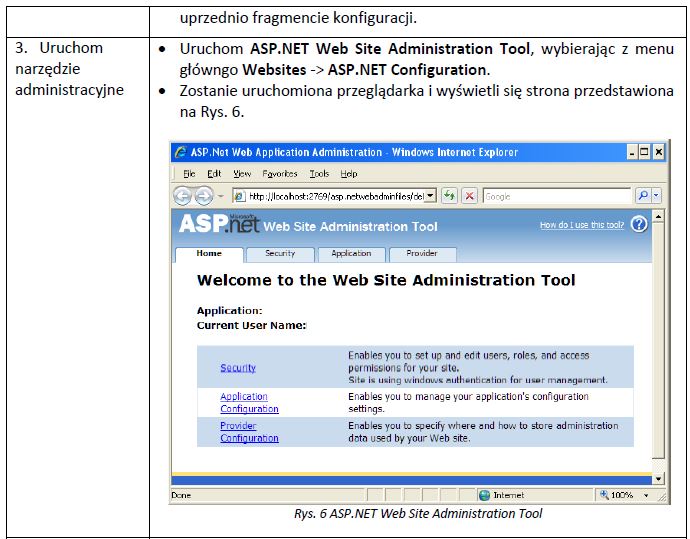 uprzednio fragmencie konfiguracji.
3. Uruchom
narzędzie
administracyjne
• Uruchom ASP.NET Web Site Administration Tool, wybierając z menu
głównego Websites -> ASP.NET Configuration.
• Zostanie uruchomiona przeglądarka i wyświetli się strona przedstawiona
na Rys. 6.
ASP.Net Web Application Administration - Windows Internet Explorer
File Edit View Favorites Tools Help
http://localhost:2769/asp.netwebadminfiles/del
Google
Microsoft
ASP.net Web Site Administration Tool
How do I use this tool?
Home Security Application Provider
Welcome to the Web Site Administration Tool
Application:
Current User Name:
Security
Enables you to set up and edit users, roles, and access
permissions for your site.
Site is using windows authentication for user management.
Application
Configuration
Enables you to manage your application's configuration
settings.
Provider
Configuration
Enables you to specify where and how to store administration
data used by your Web site.
Done Internet 100%
Rys. 6 ASP.NET Web Site Administration Tool